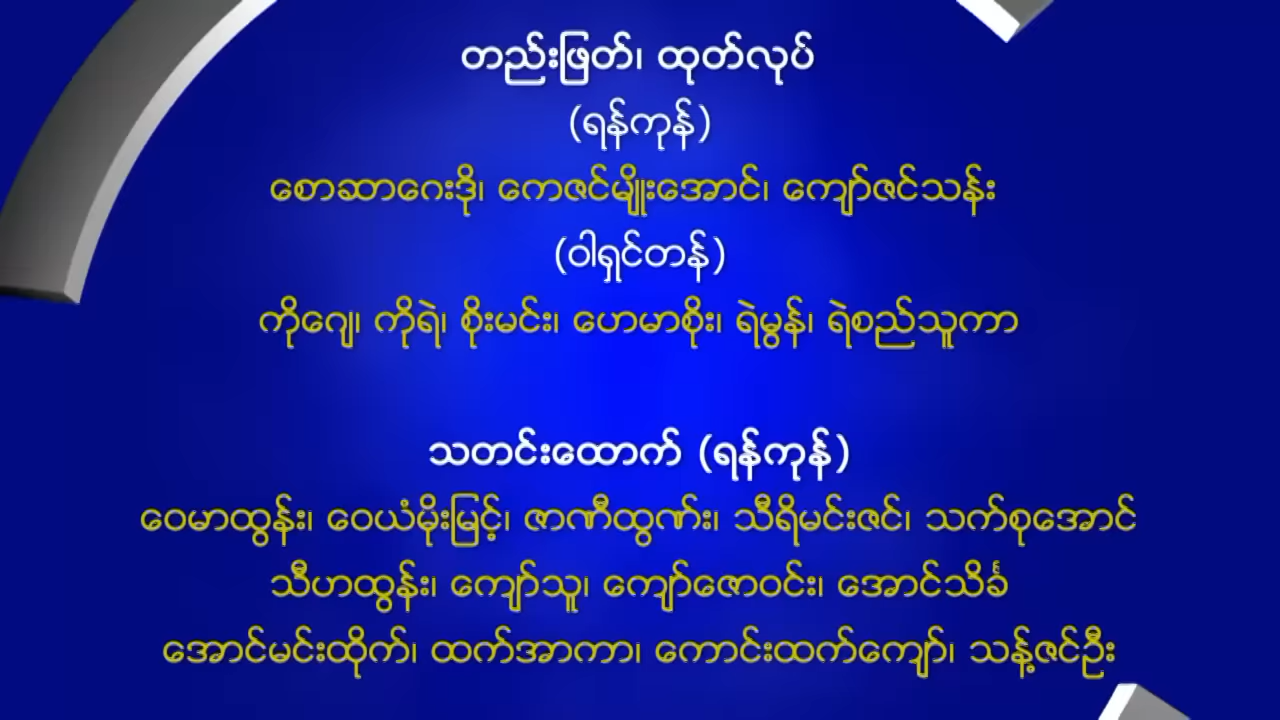 တည်းဖြတ်၊ ထုတ်လုပ်
(ရန်ကုန်)
စောဆာဂေးဒို၊ ကေဇင်မျိုးအောင်၊ ကျော်ဇင်သန်း
(ဝါရှင်တန်)
ကိုဂျေ၊ ကိုရဲ၊ စိုးမင်း၊ ဟေမာစိုး၊ ရဲမွန်၊ ရဲစည်သူကာ
သတင်းထောက် (ရန်ကုန်)
ဝေမာထွန်း၊ ဝေယံမိုးမြင့်၊ ဇာဏီထွဏ်း၊ သီရိမင်းဇင်၊ သက်စုအောင်
သီဟထွန်း၊ ကျော်သူ၊ ကျော်ဇောဝင်း၊ အောင်သိင်္ခ
အောင်မင်းထိုက်၊ ထက်အာကာ၊ ကောင်းထက်ကျော်၊ သန့်ဇင်ဦး